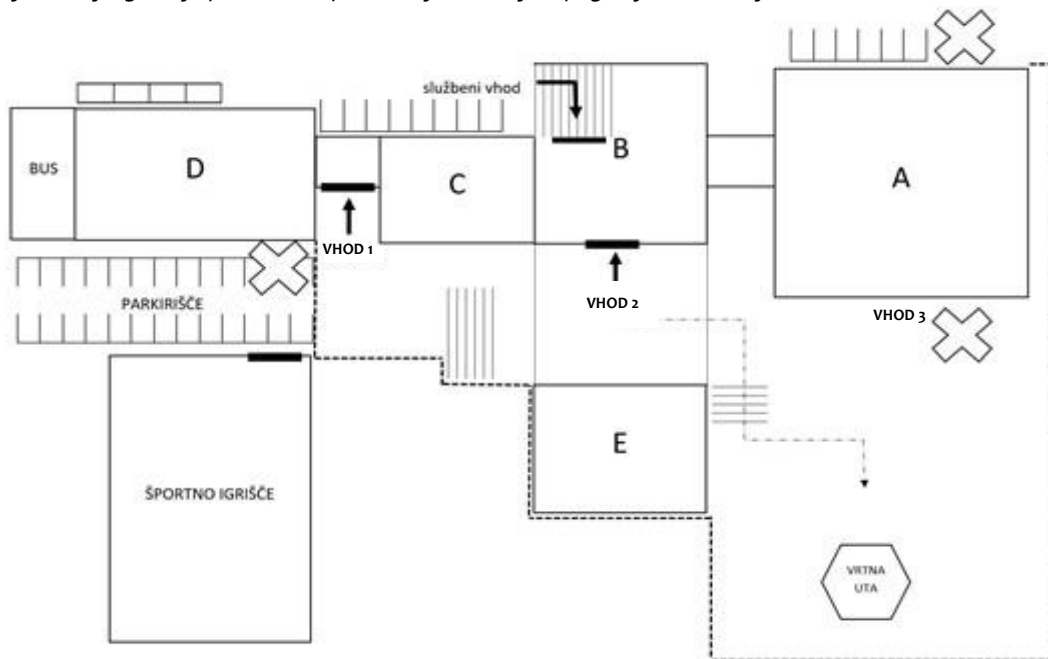 službeni vhod
B
A
BUS
D
C
VHOD 1
VHOD 2
PARKIRIŠČE
VHOD 3
E
ŠPORTNO IGRIŠČE
VRTNA
UTA